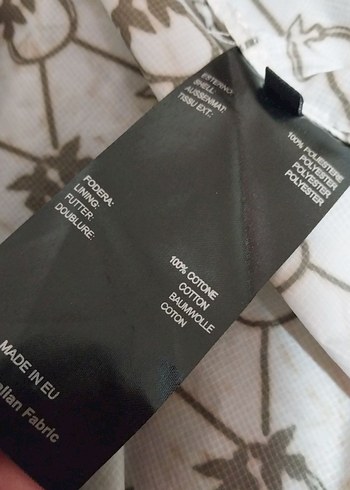 ESTERNO:
SHELL:
AUSSENMAT.
TISSU EXT.:
100% POLIESTERE
POLYESTER
POLYESTER
POLYESTER
FODERA:
LINING:
FUTTER:
DOUBLURE:
100% COTONE
COTTON
BAUMWOLLE
COTON
MADE IN EU
alian Fabric